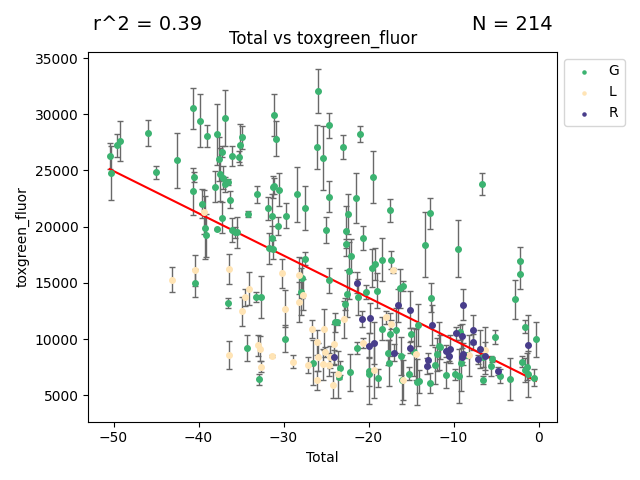 r^2 = 0.39 N = 214
Total vs toxgreen_fluor
35000
30000
25000
20000
15000
10000
5000
toxgreen_fluor
−50 −40 −30 −20 −10 0
Total
G
L
R